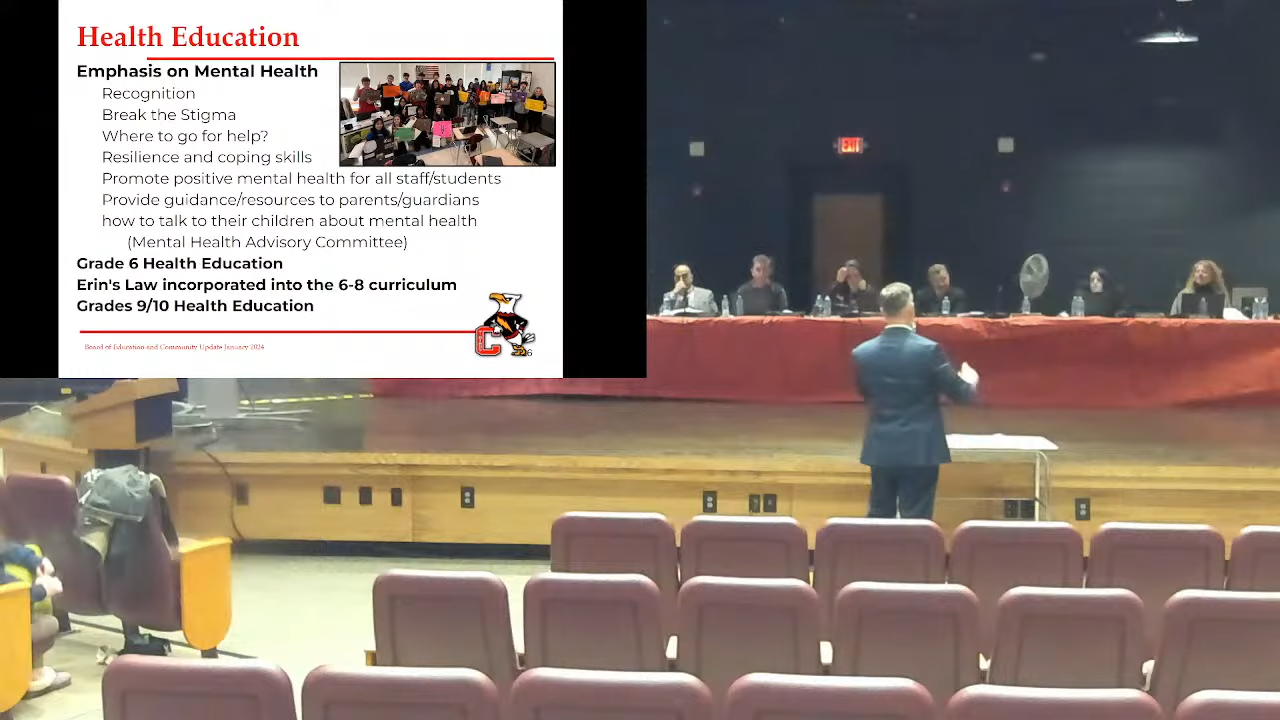 Health Education
Emphasis on Mental Health
Recognition
Break the Stigma
Where to go for help?
Resilience and coping skills
Promote positive mental health for all staff/students
Provide guidance/resources to parents/guardians
how to talk to their children about mental health
(Mental Health Advisory Committee)
Grade 6 Health Education
Erin's Law incorporated into the 6-8 curriculum
Grades 9/10 Health Education
Board of Education and Community Update January 2024
C
EXIT